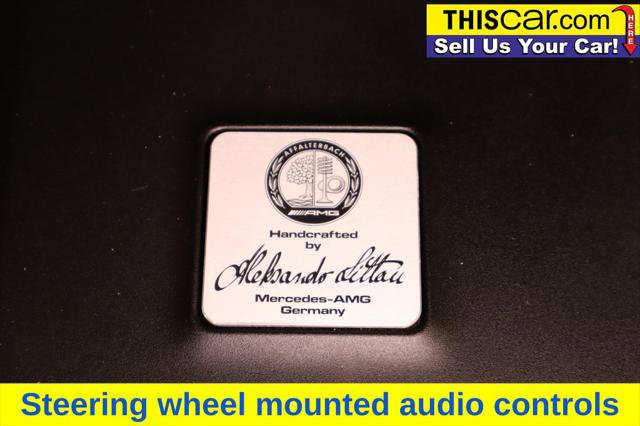 THISCar.com
HERE
Sell Us Your Car!
AFFALTERBACH
AMG
Handcrafted
by
Aleksando Littau
Mercedes-AMG
Germany
Steering wheel mounted audio controls